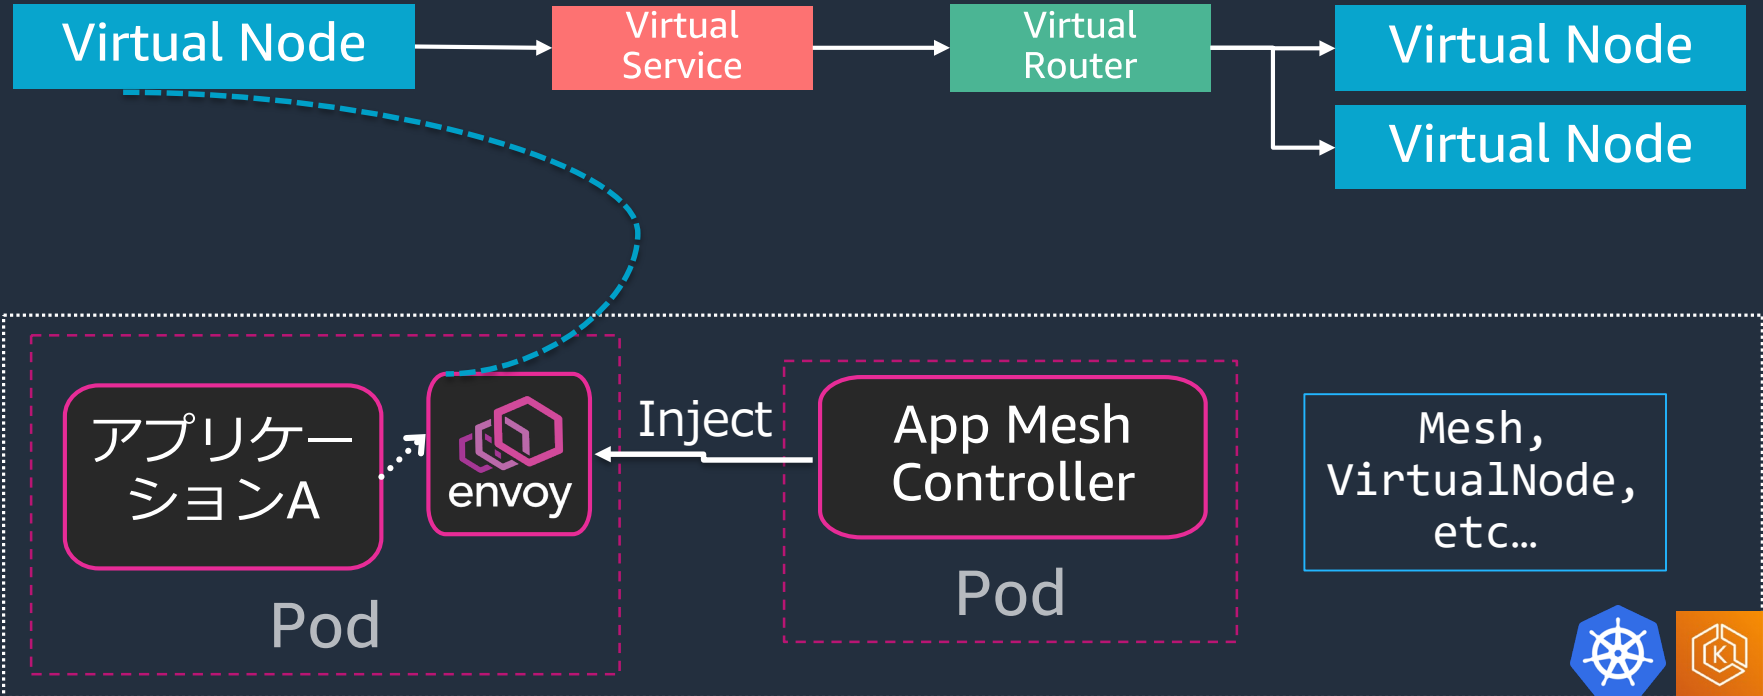 Virtual Node
Virtual
Service
Virtual
Router
Virtual Node
Virtual Node
アプリケー
ションA
envoy
Inject
App Mesh
Controller
Mesh,
VirtualNode,
etc…
Pod
Pod
K